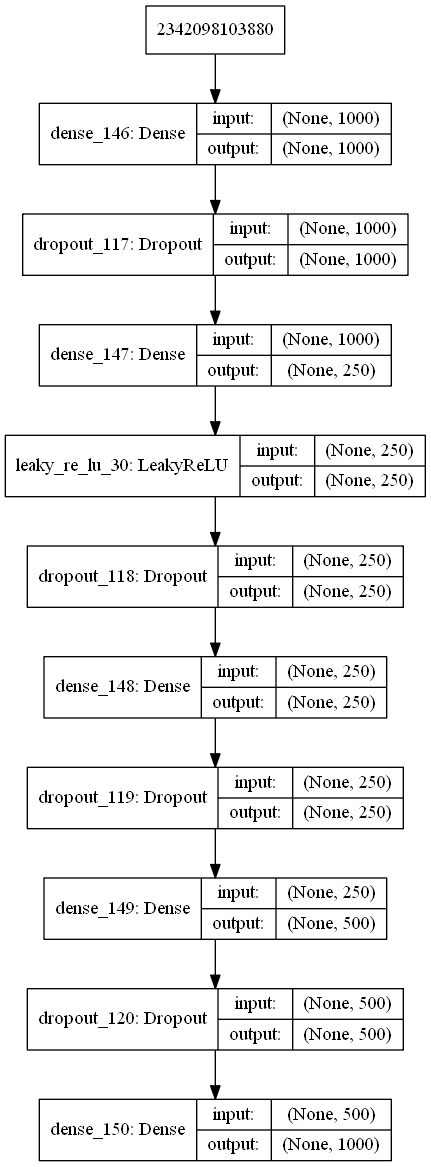 2342098103880
dense_146: Dense
input: (None, 1000)
output: (None, 1000)
dropout_117: Dropout
input: (None, 1000)
output: (None, 1000)
dense_147: Dense
input: (None, 1000)
output: (None, 250)
leaky_re_lu_30: LeakyReLU
input: (None, 250)
output: (None, 250)
dropout_118: Dropout
input: (None, 250)
output: (None, 250)
dense_148: Dense
input: (None, 250)
output: (None, 250)
dropout_119: Dropout
input: (None, 250)
output: (None, 250)
dense_149: Dense
input: (None, 250)
output: (None, 500)
dropout_120: Dropout
input: (None, 500)
output: (None, 500)
dense_150: Dense
input: (None, 500)
output: (None, 1000)